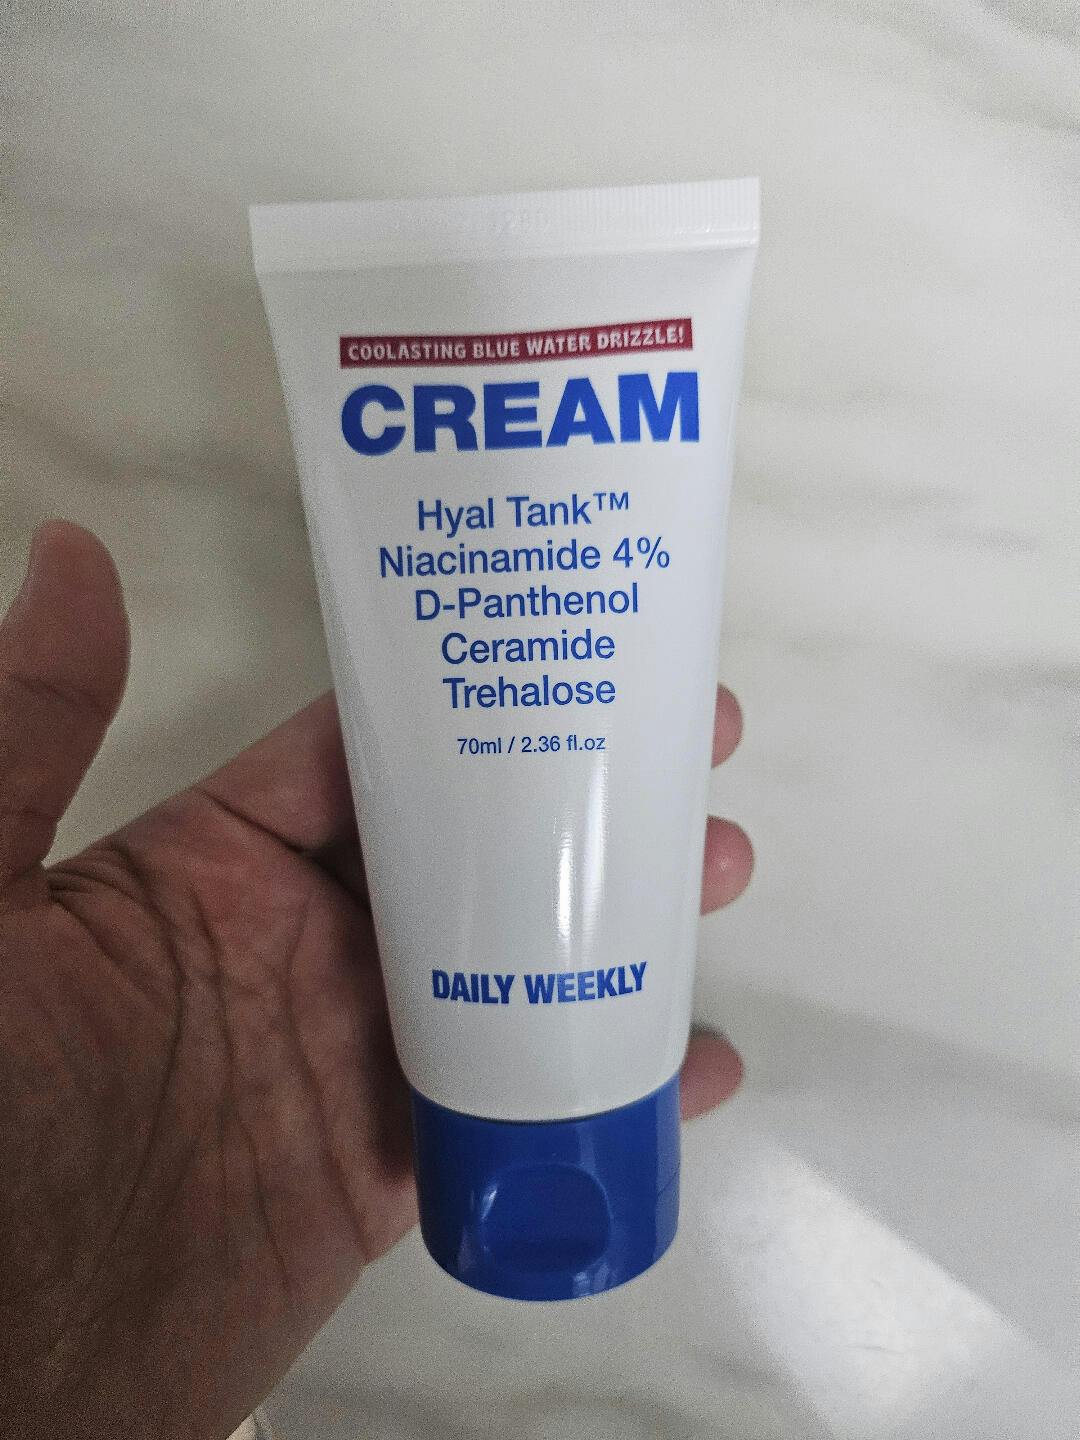 COOLASTING BLUE WATER DRIZZLE!
CREAM
Hyal Tank™
Niacinamide 4%
D-Panthenol
Ceramide
Trehalose
70ml / 2.36 fl.oz
DAILY WEEKLY